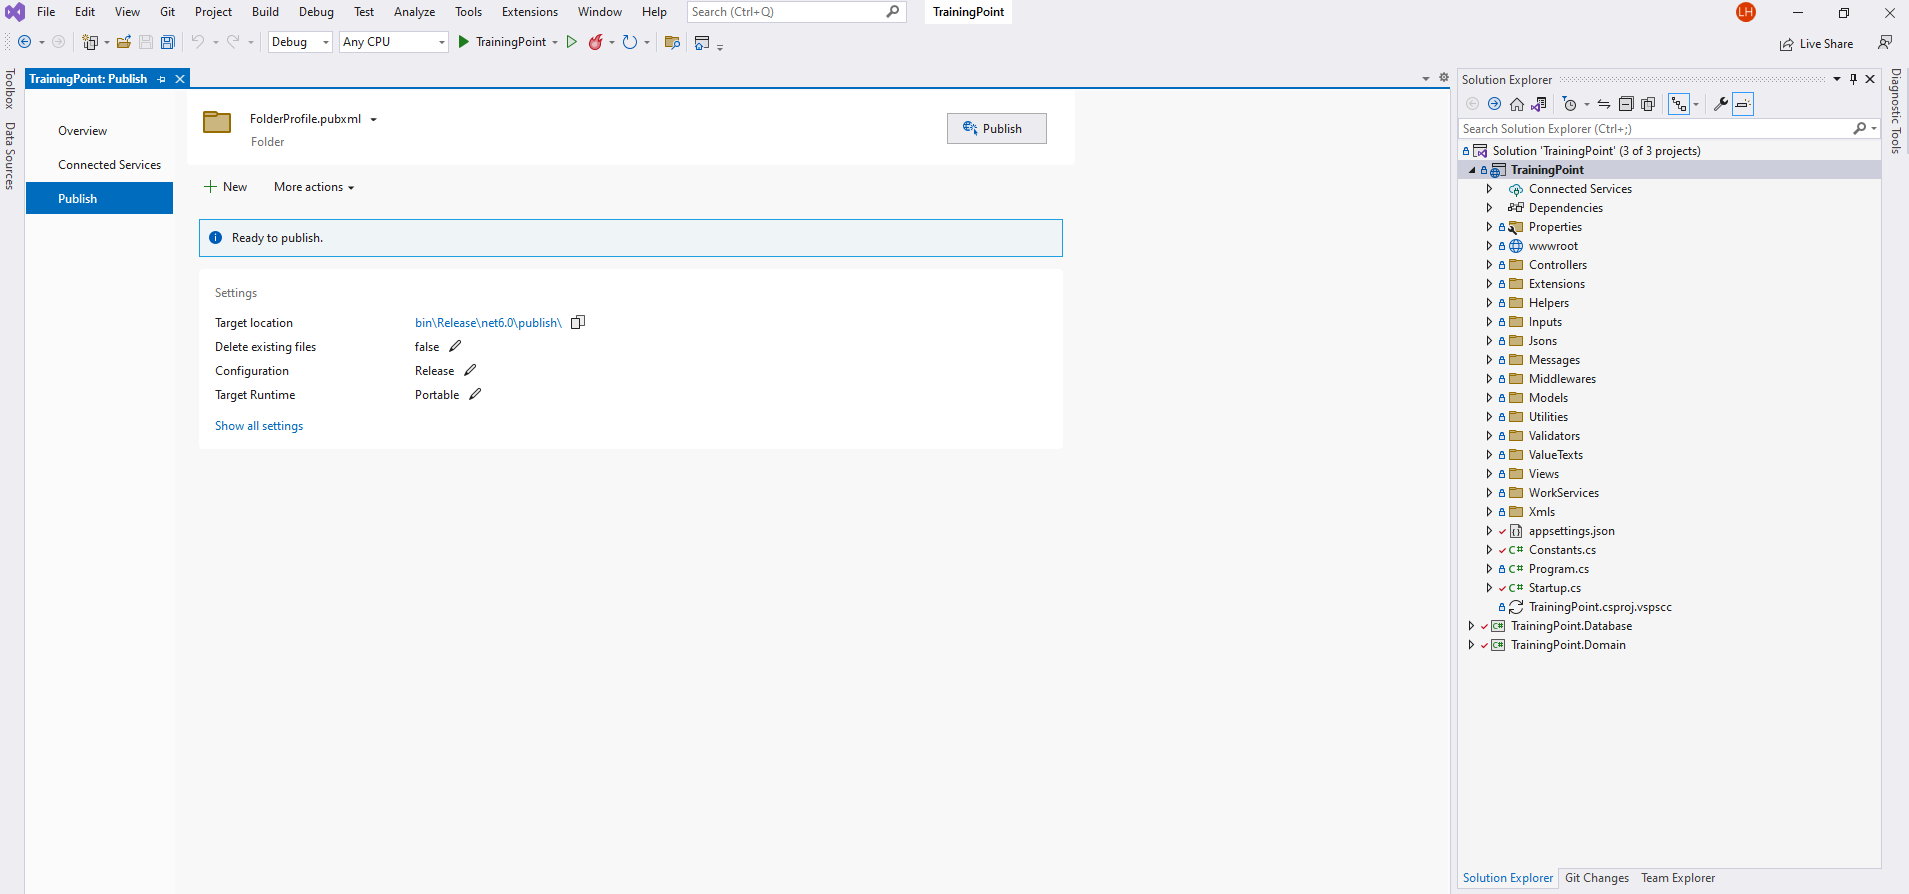 File Edit View Git Project Build Debug Test Analyze Tools Extensions Window Help Search (Ctrl+Q) TrainingPoint LH
Debug Any CPU TrainingPoint Live Share
Toolbox
Data Sources
TrainingPoint: Publish
Overview
Connected Services
Publish
FolderProfile.pubxml
Folder
Publish
New More actions
Ready to publish.
Settings
Target location bin\Release\net6.0\publish\
Delete existing files false
Configuration Release
Target Runtime Portable
Show all settings
Solution Explorer
Search Solution Explorer (Ctrl+;)
Solution 'TrainingPoint' (3 of 3 projects)
TrainingPoint
Connected Services
Dependencies
Properties
wwwroot
Controllers
Extensions
Helpers
Inputs
Jsons
Messages
Middlewares
Models
Utilities
Validators
ValueTexts
Views
WorkServices
Xmls
appsettings.json
C# Constants.cs
C# Program.cs
C# Startup.cs
TrainingPoint.csproj.vspscc
C# TrainingPoint.Database
C# TrainingPoint.Domain
Solution Explorer Git Changes Team Explorer
Diagnostic Tools